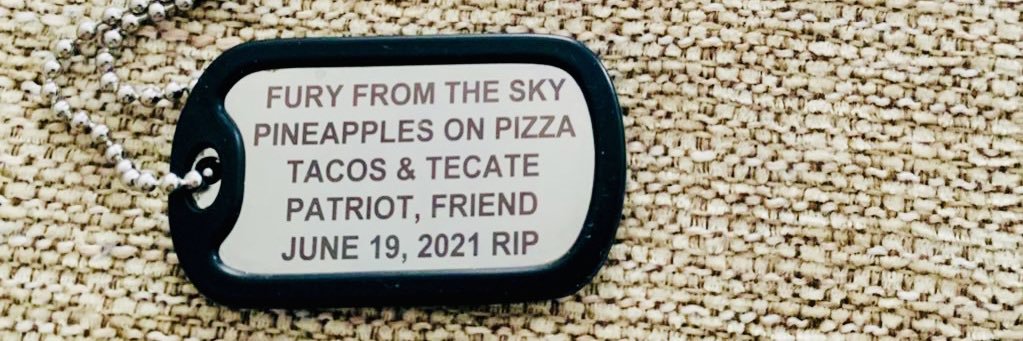 FURY FROM THE SKY
PINEAPPLES ON PIZZA
TACOS & TECATE
PATRIOT, FRIEND
JUNE 19, 2021 RIP